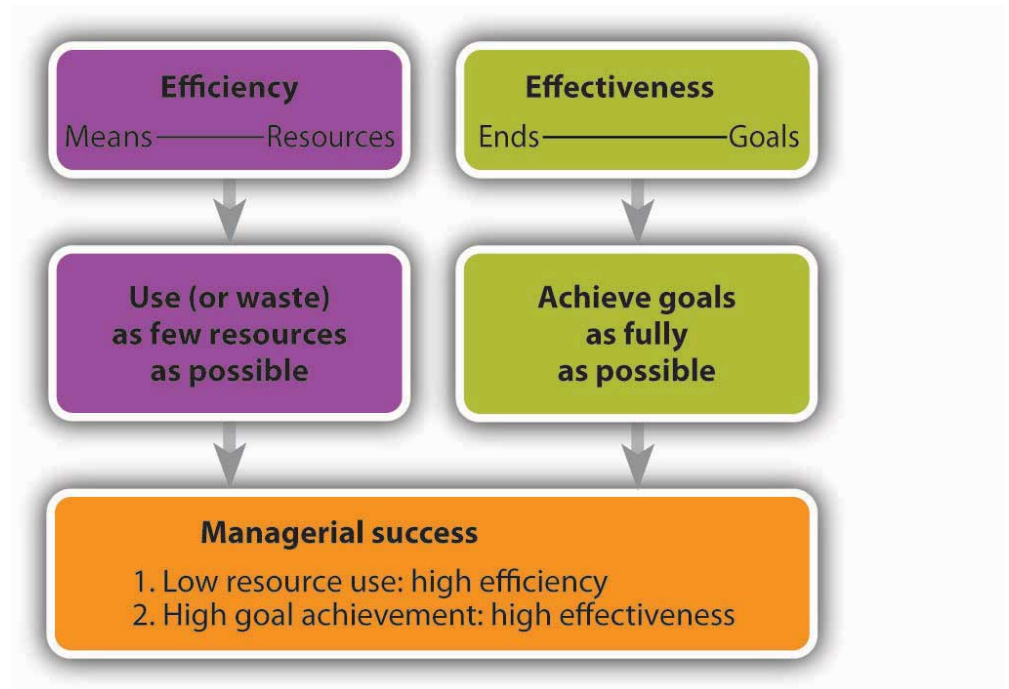 Efficiency
Means Resources
Effectiveness
Ends Goals
Use (or waste)
as few resources
as possible
Achieve goals
as fully
as possible
Managerial success
1. Low resource use: high efficiency
2. High goal achievement: high effectiveness